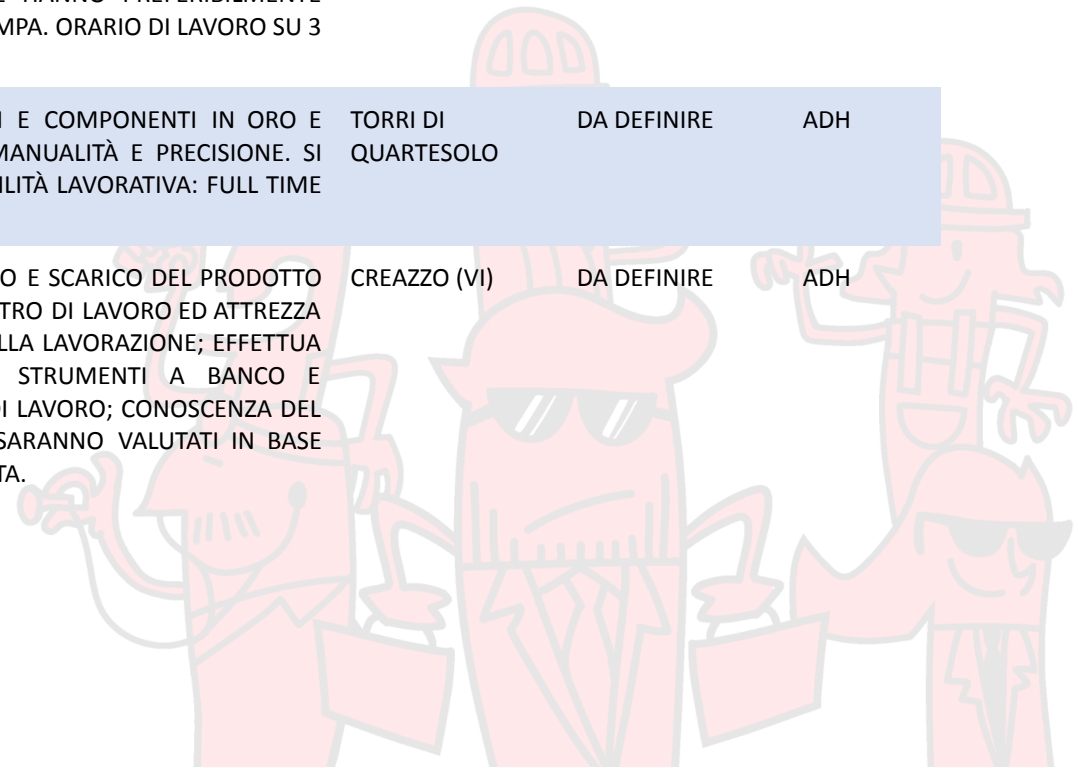 HANNO PREFERIBILMENTE
MPA. ORARIO DI LAVORO SU 3
I E COMPONENTI IN ORO E
MANUALITÀ E PRECISIONE. SI
ILITÀ LAVORATIVA: FULL TIME
TORRI DI
QUARTESOLO
DA DEFINIRE
ADH
O E SCARICO DEL PRODOTTO
TRO DI LAVORO ED ATTREZZA
LLA LAVORAZIONE; EFFETTUA
STRUMENTI A BANCO E
DI LAVORO; CONOSCENZA DEL
SARANNO VALUTATI IN BASE
TA.
CREAZZO (VI)
DA DEFINIRE
ADH